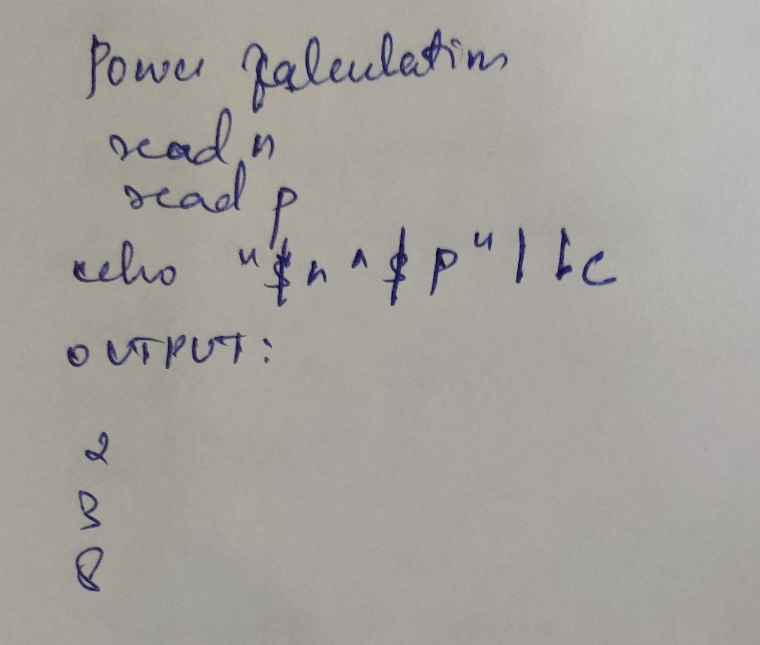 Power Calculation
read n
read p
echo "$n ^ $p" | bc
OUTPUT:
2
3
8